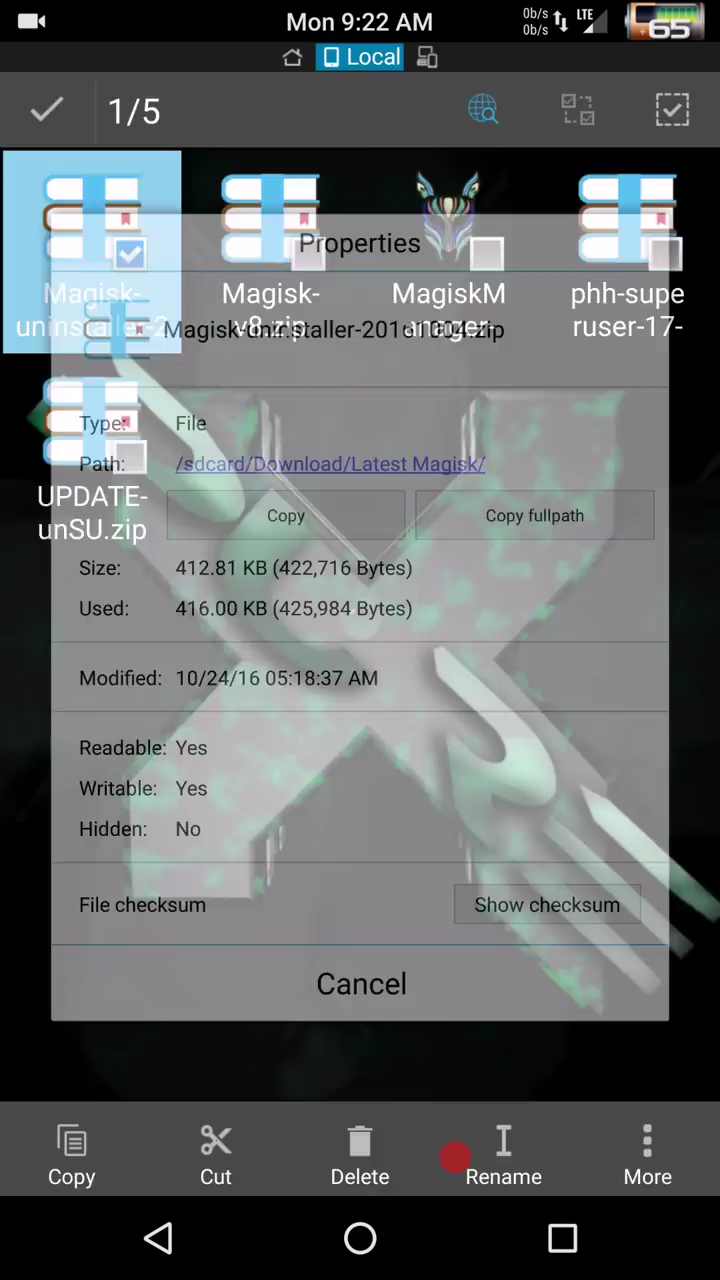 Mon 9:22 AM
0b/s
0b/s
LTE
65
Local
1/5
Properties
Magisk-
Magisk-
v8.zip
MagiskM
anager-
phh-supe
ruser-17-
Type: File
Path: /sdcard/Download/Latest Magisk/
UPDATE-
unSU.zip
Copy
Copy fullpath
Size: 412.81 KB (422,716 Bytes)
Used: 416.00 KB (425,984 Bytes)
Modified: 10/24/16 05:18:37 AM
Readable: Yes
Writable: Yes
Hidden: No
File checksum
Show checksum
Cancel
Copy
Cut
Delete
Rename
More